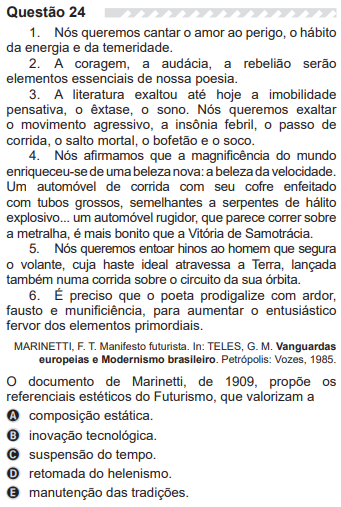 Questão 24
1. Nós queremos cantar o amor ao perigo, o hábito
da energia e da temeridade.
2. A coragem, a audácia, a rebelião serão
elementos essenciais de nossa poesia.
3. A literatura exaltou até hoje a imobilidade
pensativa, o êxtase, o sono. Nós queremos exaltar
o movimento agressivo, a insônia febril, o passo de
corrida, o salto mortal, o bofetão e o soco.
4. Nós afirmamos que a magnificência do mundo
enriqueceu-se de uma beleza nova: a beleza da velocidade.
Um automóvel de corrida com seu cofre enfeitado
com tubos grossos, semelhantes a serpentes de hálito
explosivo... um automóvel rugidor, que parece correr sobre
a metralha, é mais bonito que a Vitória de Samotrácia.
5. Nós queremos entoar hinos ao homem que segura
o volante, cuja haste ideal atravessa a Terra, lançada
também numa corrida sobre o circuito da sua órbita.
6. É preciso que o poeta prodigalize com ardor,
fausto e munificiência, para aumentar o entusiástico
fervor dos elementos primordiais.
MARINETTI, F. T. Manifesto futurista. In: TELES, G. M. Vanguardas
europeias e Modernismo brasileiro. Petrópolis: Vozes, 1985.
O documento de Marinetti, de 1909, propõe os
referenciais estéticos do Futurismo, que valorizam a
A composição estática.
B inovação tecnológica.
C suspensão do tempo.
D retomada do helenismo.
E manutenção das tradições.